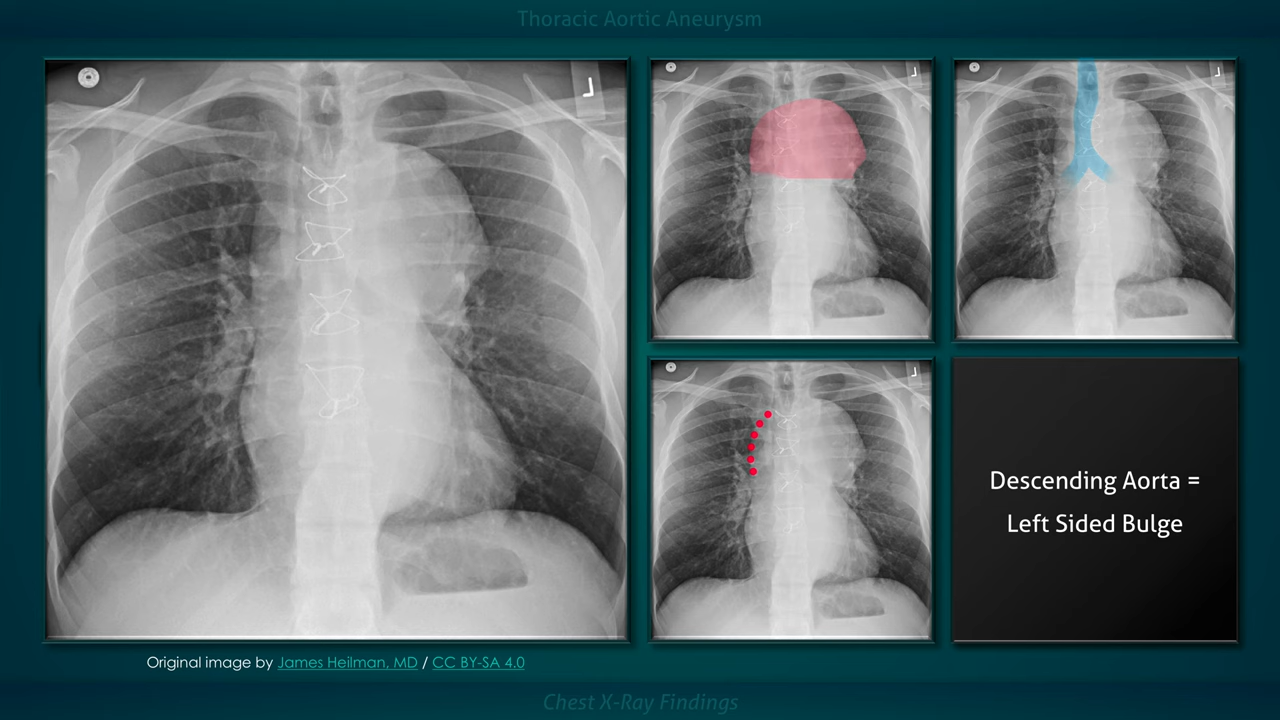 Thoracic Aortic Aneurysm
L
L
L
L
Descending Aorta =
Left Sided Bulge
Original image by James Heilman, MD / CC BY-SA 4.0
Chest X-Ray Findings